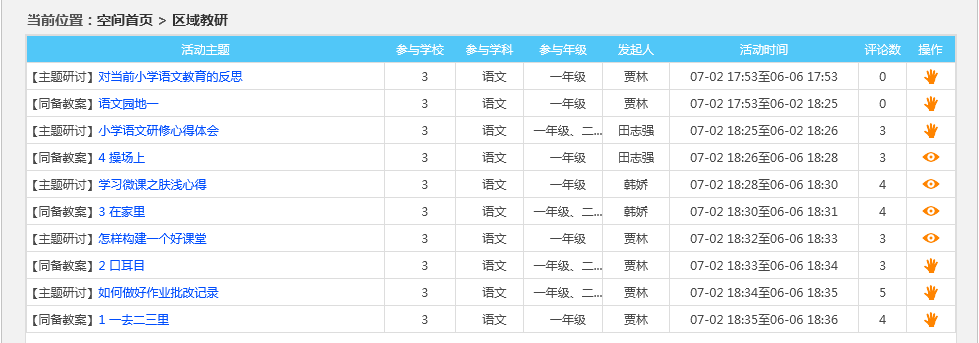 当前位置：空间首页 > 区域教研
活动主题 参与学校 参与学科 参与年级 发起人 活动时间 评论数 操作
【主题研讨】对当前小学语文教育的反思 3 语文 一年级 贾林 07-02 17:53至06-06 17:53 0
【同备教案】语文园地一 3 语文 一年级 贾林 07-02 17:53至06-02 18:25 0
【主题研讨】小学语文研修心得体会 3 语文 一年级、二... 田志强 07-02 18:25至06-02 18:26 3
【同备教案】4 操场上 3 语文 一年级 田志强 07-02 18:26至06-06 18:28 3
【主题研讨】学习微课之肤浅心得 3 语文 一年级 韩娇 07-02 18:28至06-06 18:30 4
【同备教案】3 在家里 3 语文 一年级、二... 韩娇 07-02 18:30至06-06 18:31 4
【主题研讨】怎样构建一个好课堂 3 语文 一年级 贾林 07-02 18:32至06-06 18:33 3
【同备教案】2 口耳目 3 语文 一年级、二... 贾林 07-02 18:33至06-06 18:34 3
【主题研讨】如何做好作业批改记录 3 语文 一年级、二... 贾林 07-02 18:34至06-06 18:35 5
【同备教案】1 一去二三里 3 语文 一年级 贾林 07-02 18:35至06-06 18:36 4